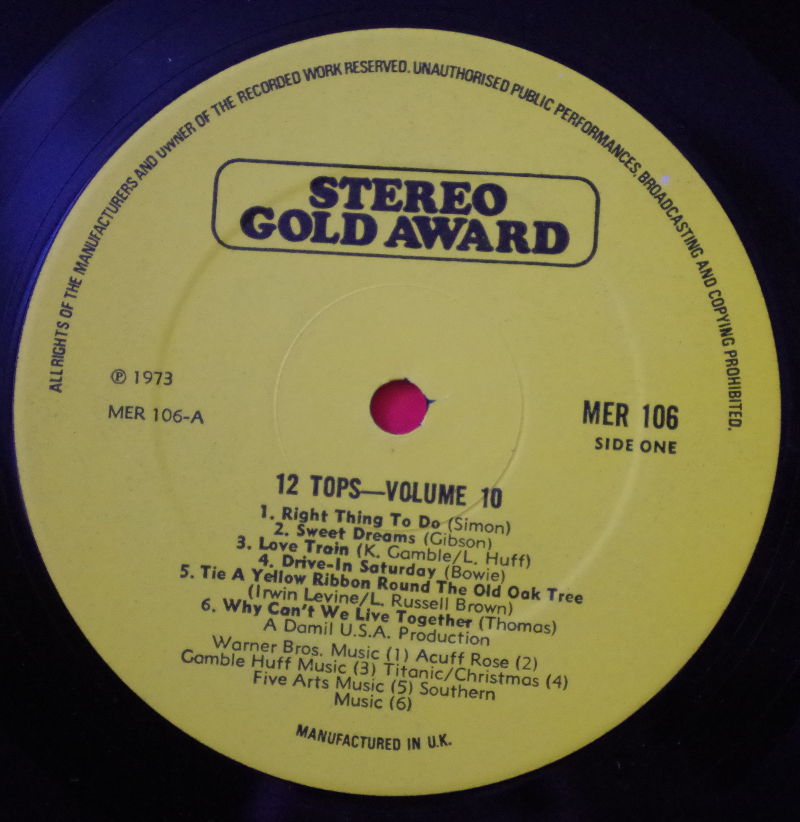 ALL RIGHTS OF THE MANUFACTURERS AND OWNER OF THE RECORDED WORK RESERVED. UNAUTHORISED PUBLIC PERFORMANCES, BROADCASTING AND COPYING PROHIBITED.
STEREO
GOLD AWARD
℗ 1973
MER 106-A
MER 106
SIDE ONE
12 TOPS—VOLUME 10
1. Right Thing To Do (Simon)
2. Sweet Dreams (Gibson)
3. Love Train (K. Gamble/L. Huff)
4. Drive-In Saturday (Bowie)
5. Tie A Yellow Ribbon Round The Old Oak Tree
(Irwin Levine/L. Russell Brown)
6. Why Can't We Live Together (Thomas)
A Damil U.S.A. Production
Warner Bros. Music (1) Acuff Rose (2)
Gamble Huff Music (3) Titanic/Christmas (4)
Five Arts Music (5) Southern
Music (6)
MANUFACTURED IN U.K.